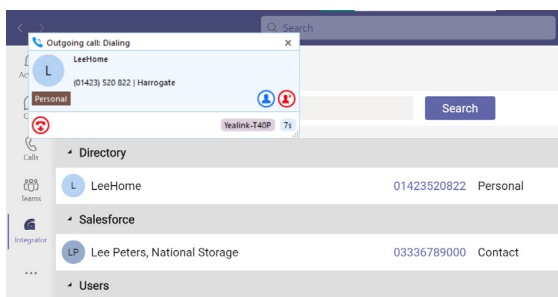 Search
Outgoing call: Dialing
LeeHome
L
(01423) 520 822 | Harrogate
Personal
Yealink-T40P 7s
Search
Calls
Directory
Teams
L LeeHome 01423520822 Personal
Salesforce
Integrator
LP Lee Peters, National Storage 03336789000 Contact
Users